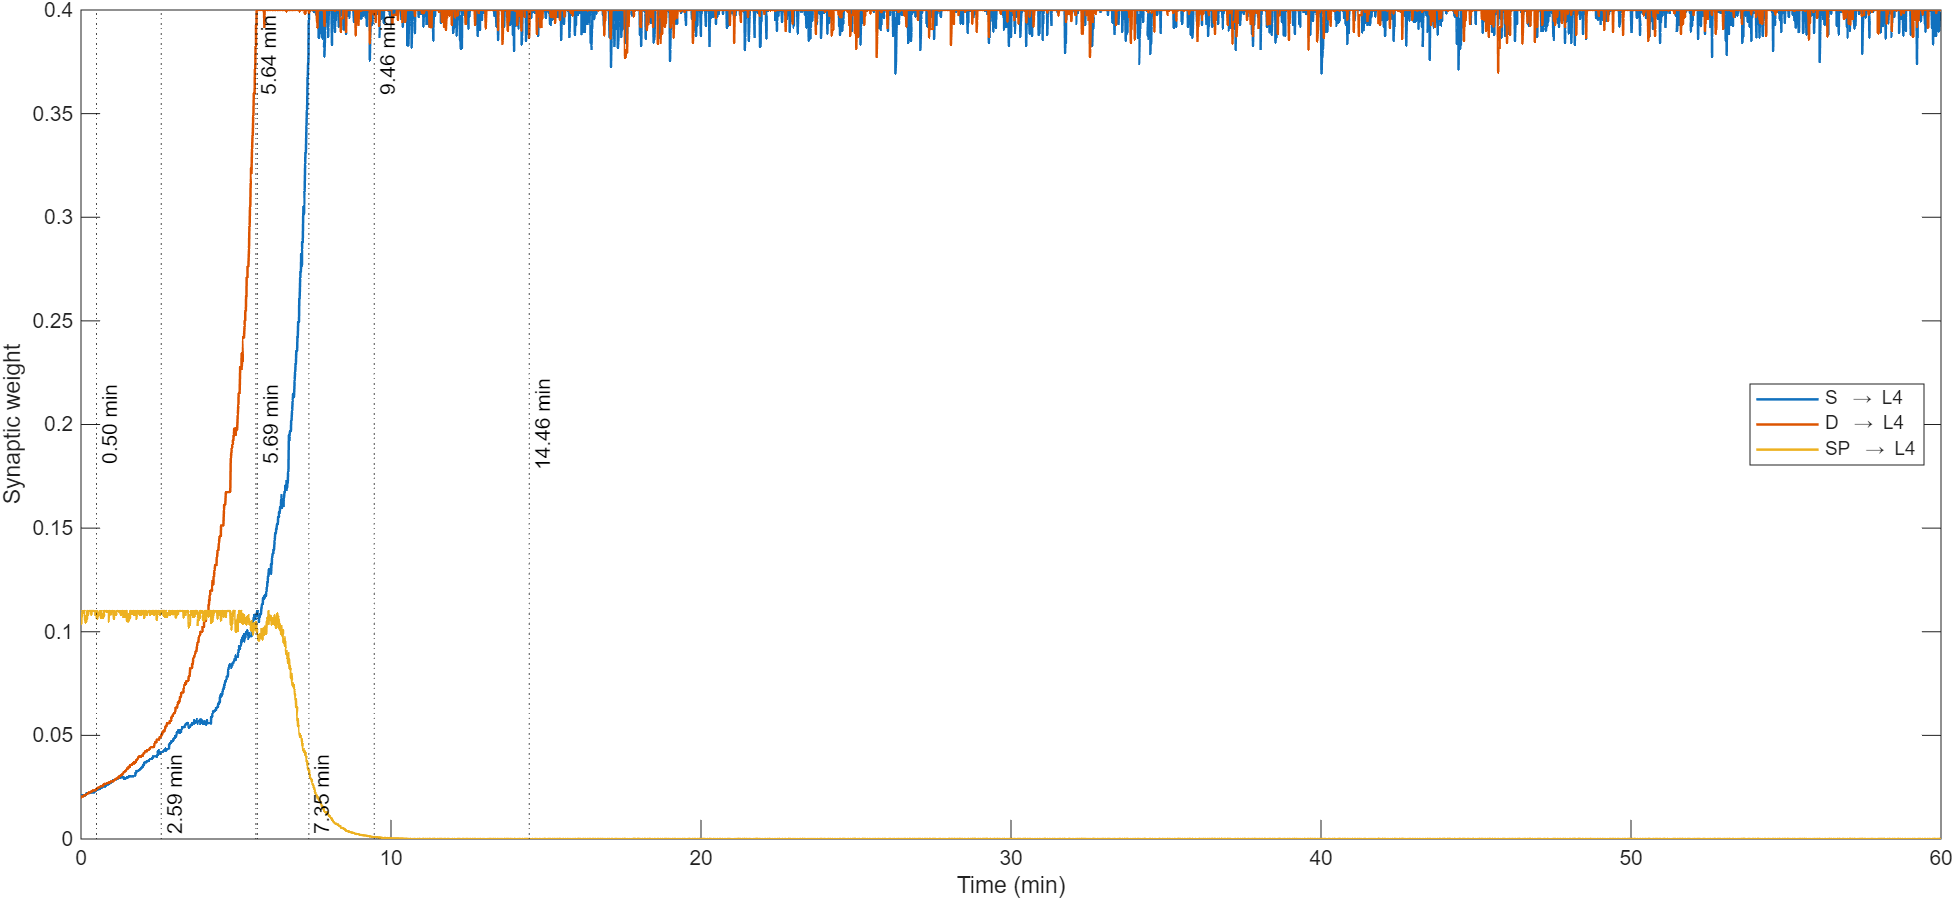 0.4
0.35
0.3
0.25
0.2
0.15
0.1
0.05
0
Synaptic weight
0
10
20
30
40
50
60
Time (min)
0.50 min
2.59 min
5.64 min
5.69 min
7.35 min
9.46 min
14.46 min
S → L4
D → L4
SP → L4